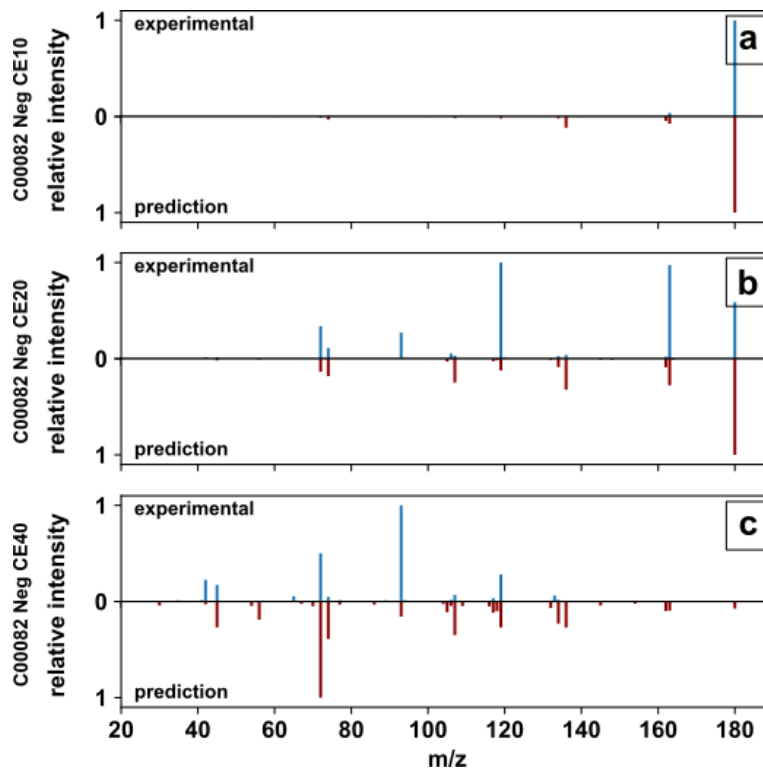 C00082 Neg CE10
relative intensity
1
0
1
experimental
prediction
a
C00082 Neg CE20
relative intensity
1
0
1
experimental
prediction
b
C00082 Neg CE40
relative intensity
1
0
1
experimental
prediction
c
20 40 60 80 100 120 140 160 180
m/z